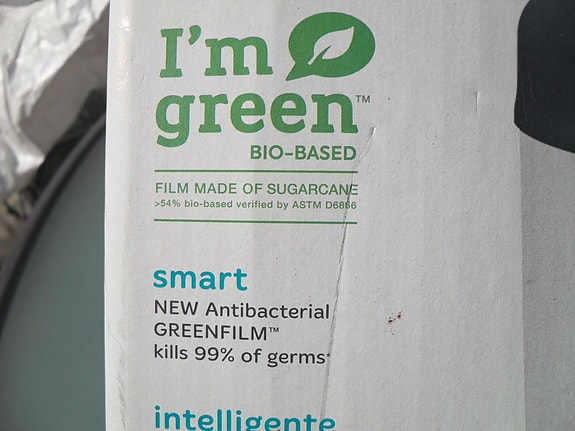 I'm
green™
BIO-BASED
FILM MADE OF SUGARCANE
>54% bio-based verified by ASTM D6866
smart
NEW Antibacterial
GREENFILM™
kills 99% of germs*
intelligente